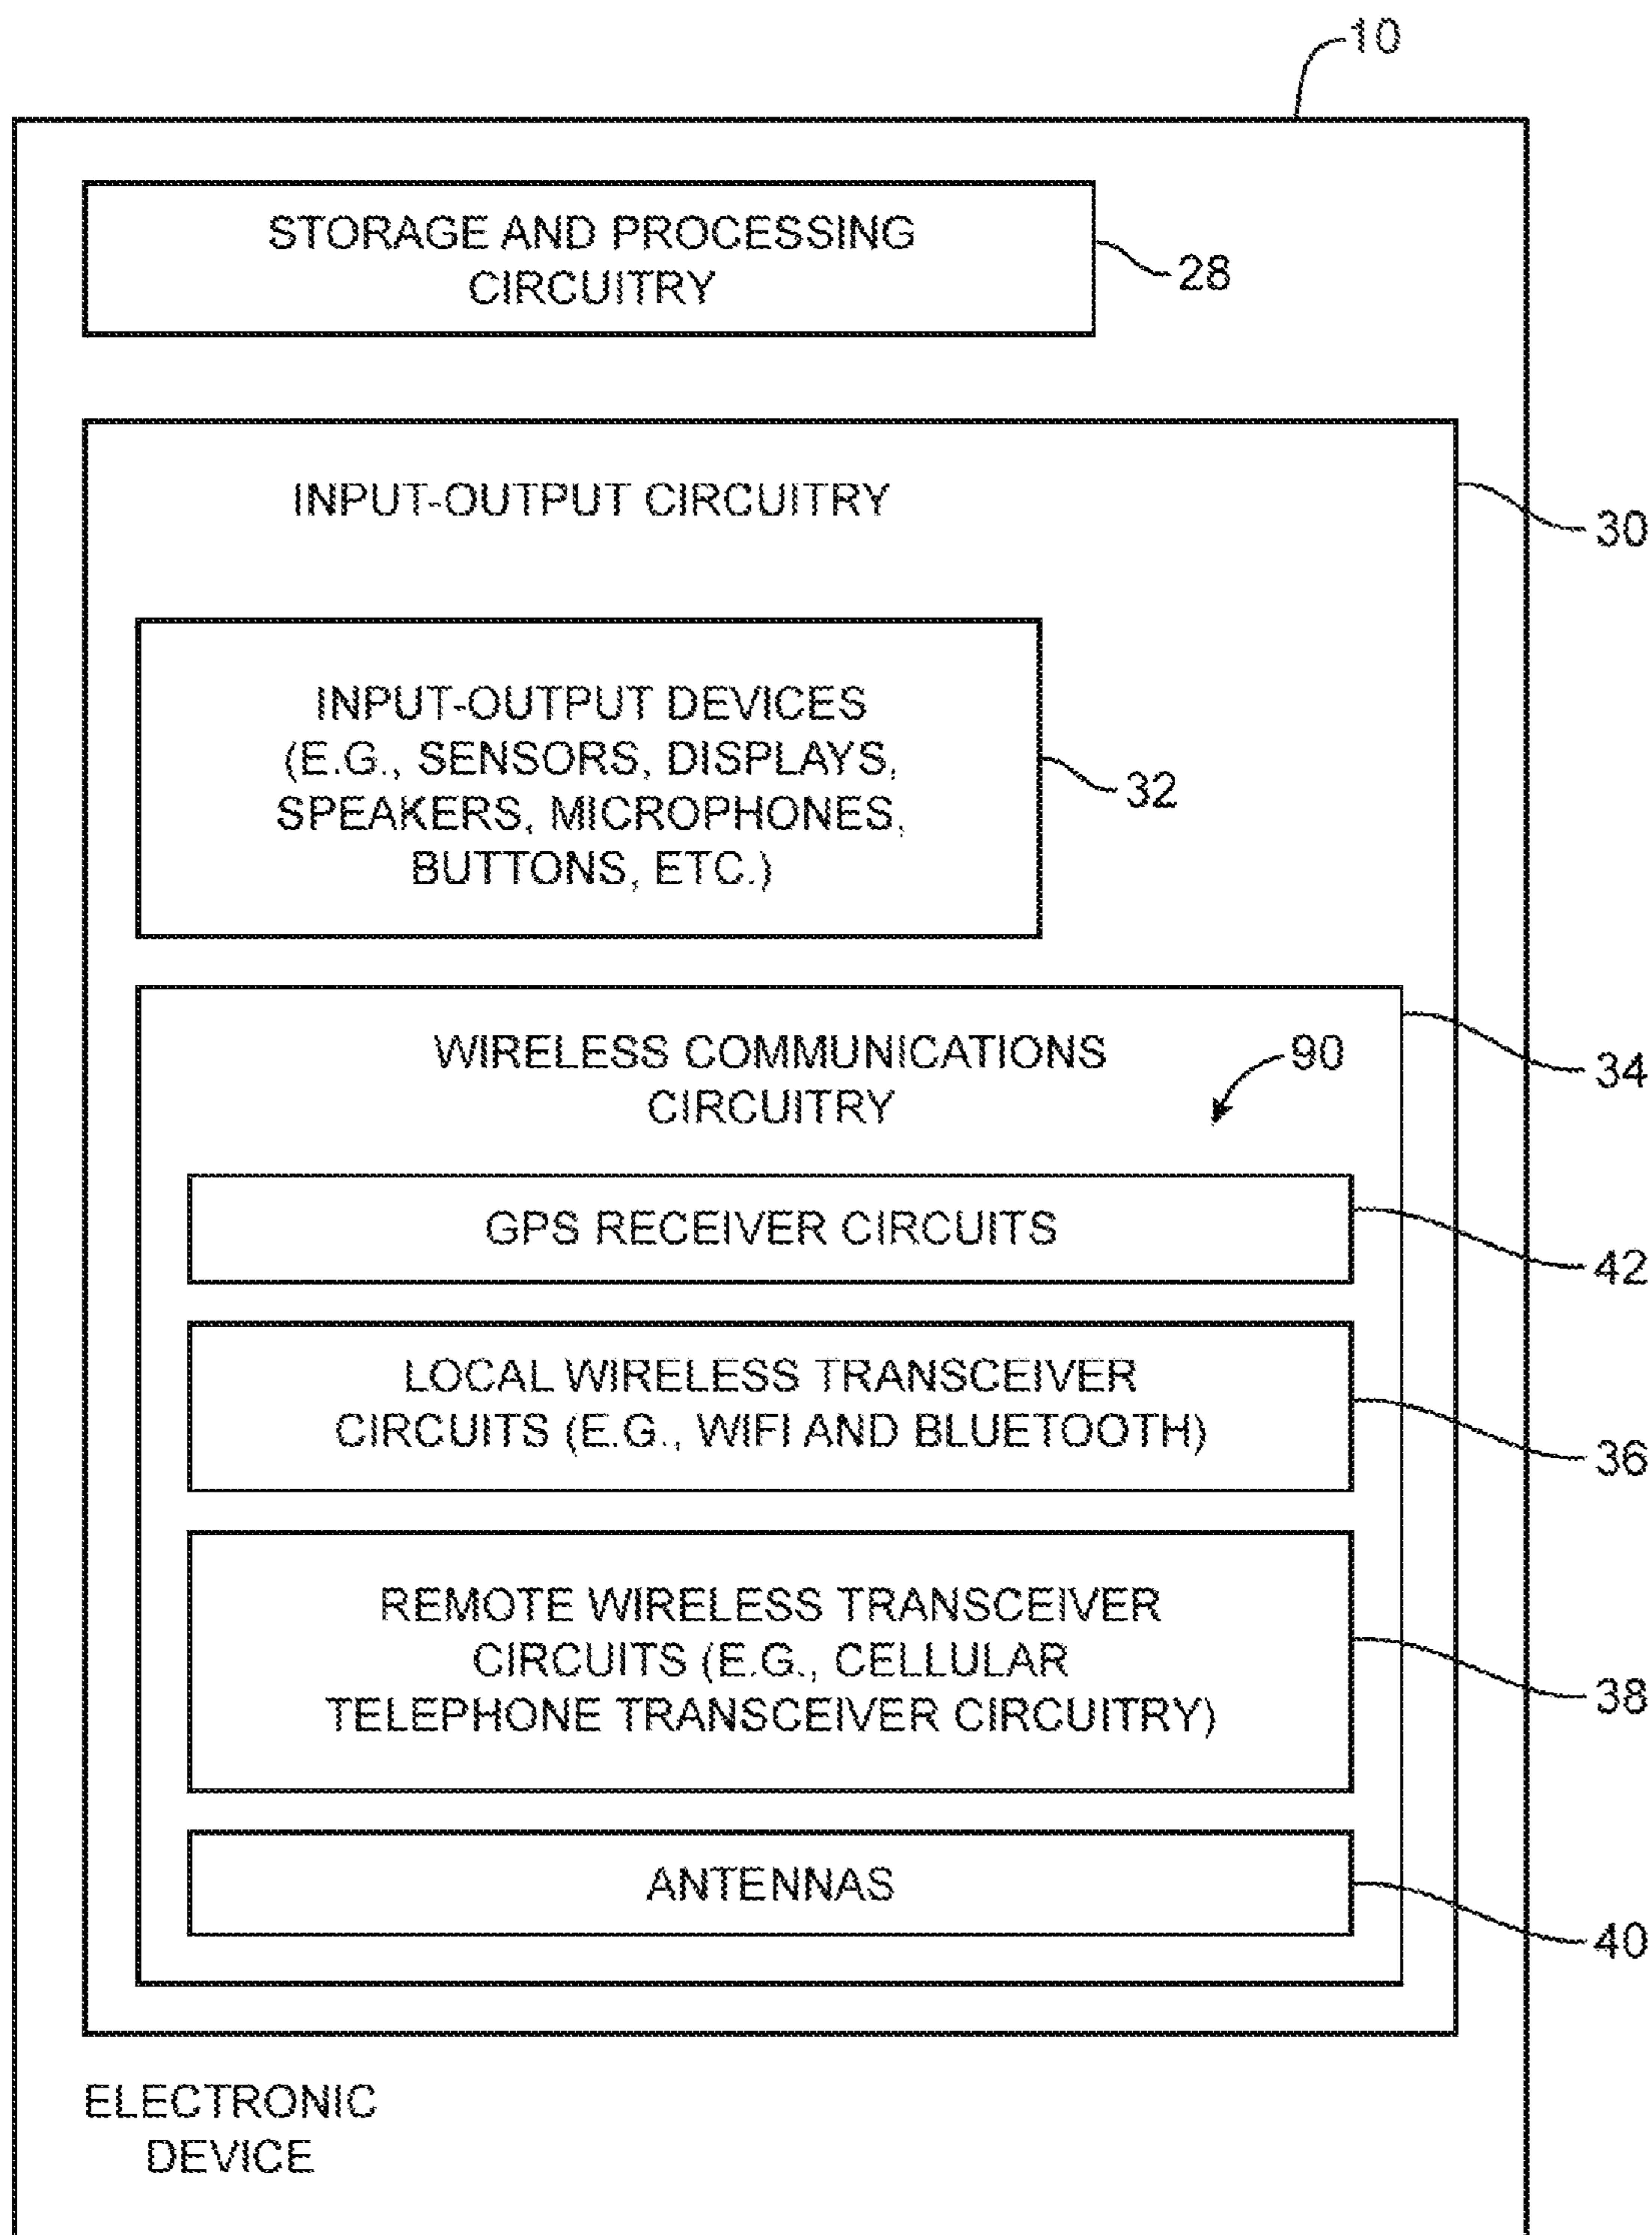 10
STORAGE AND PROCESSING
CIRCUITRY
28
INPUT-OUTPUT CIRCUITRY
30
INPUT-OUTPUT DEVICES
(E.G., SENSORS, DISPLAYS,
SPEAKERS, MICROPHONES,
BUTTONS, ETC.)
32
WIRELESS COMMUNICATIONS
CIRCUITRY
90
34
GPS RECEIVER CIRCUITS
42
LOCAL WIRELESS TRANSCEIVER
CIRCUITS (E.G., WIFI AND BLUETOOTH)
36
REMOTE WIRELESS TRANSCEIVER
CIRCUITS (E.G., CELLULAR
TELEPHONE TRANSCEIVER CIRCUITRY)
38
ANTENNAS
40
ELECTRONIC
DEVICE